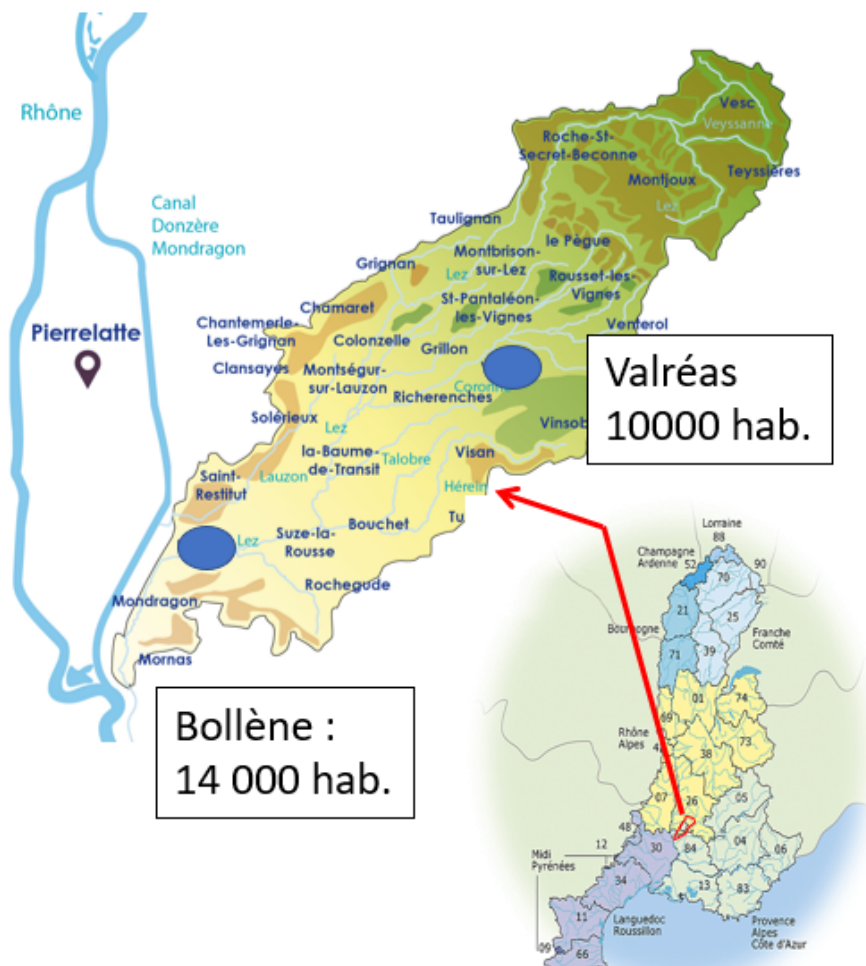 Rhône
Canal
Donzère
Mondragon
Pierrelatte
Vesc
Veyssanne
Roche-St-
Secret-Beconne
Teyssières
Montjoux
Lez
Taulignan
le Pègue
Montbrison-
sur-Lez
Grignan
Lez
Rousset-les-
Vignes
Chamaret
St-Pantaléon-
les-Vignes
Venterol
Chantemerle-
Les-Grignan
Colonzelle
Grillon
Clansayes
Montségur-
sur-Lauzon
Richerenches
Valréas
10000 hab.
Solérieux
Lez
la-Baume-
de-Transit
Talobre
Visan
Saint-
Restitut
Lauzon
Hérein
Lez
Suze-la-
Rousse
Bouchet
Tu
Rochegude
Mondragon
Mornas
Bollène :
14 000 hab.
Lorraine
88
Champagne
Ardenne
52
70
90
21
25
Bourgogne
Franche
Comté
71
39
01
74
69
Rhône
Alpes
73
38
07
26
05
48
30
84
04
06
12
Midi
Pyrénées
34
13
83
11
Languedoc
Roussillon
Provence
Alpes
Côte d'Azur
09
66